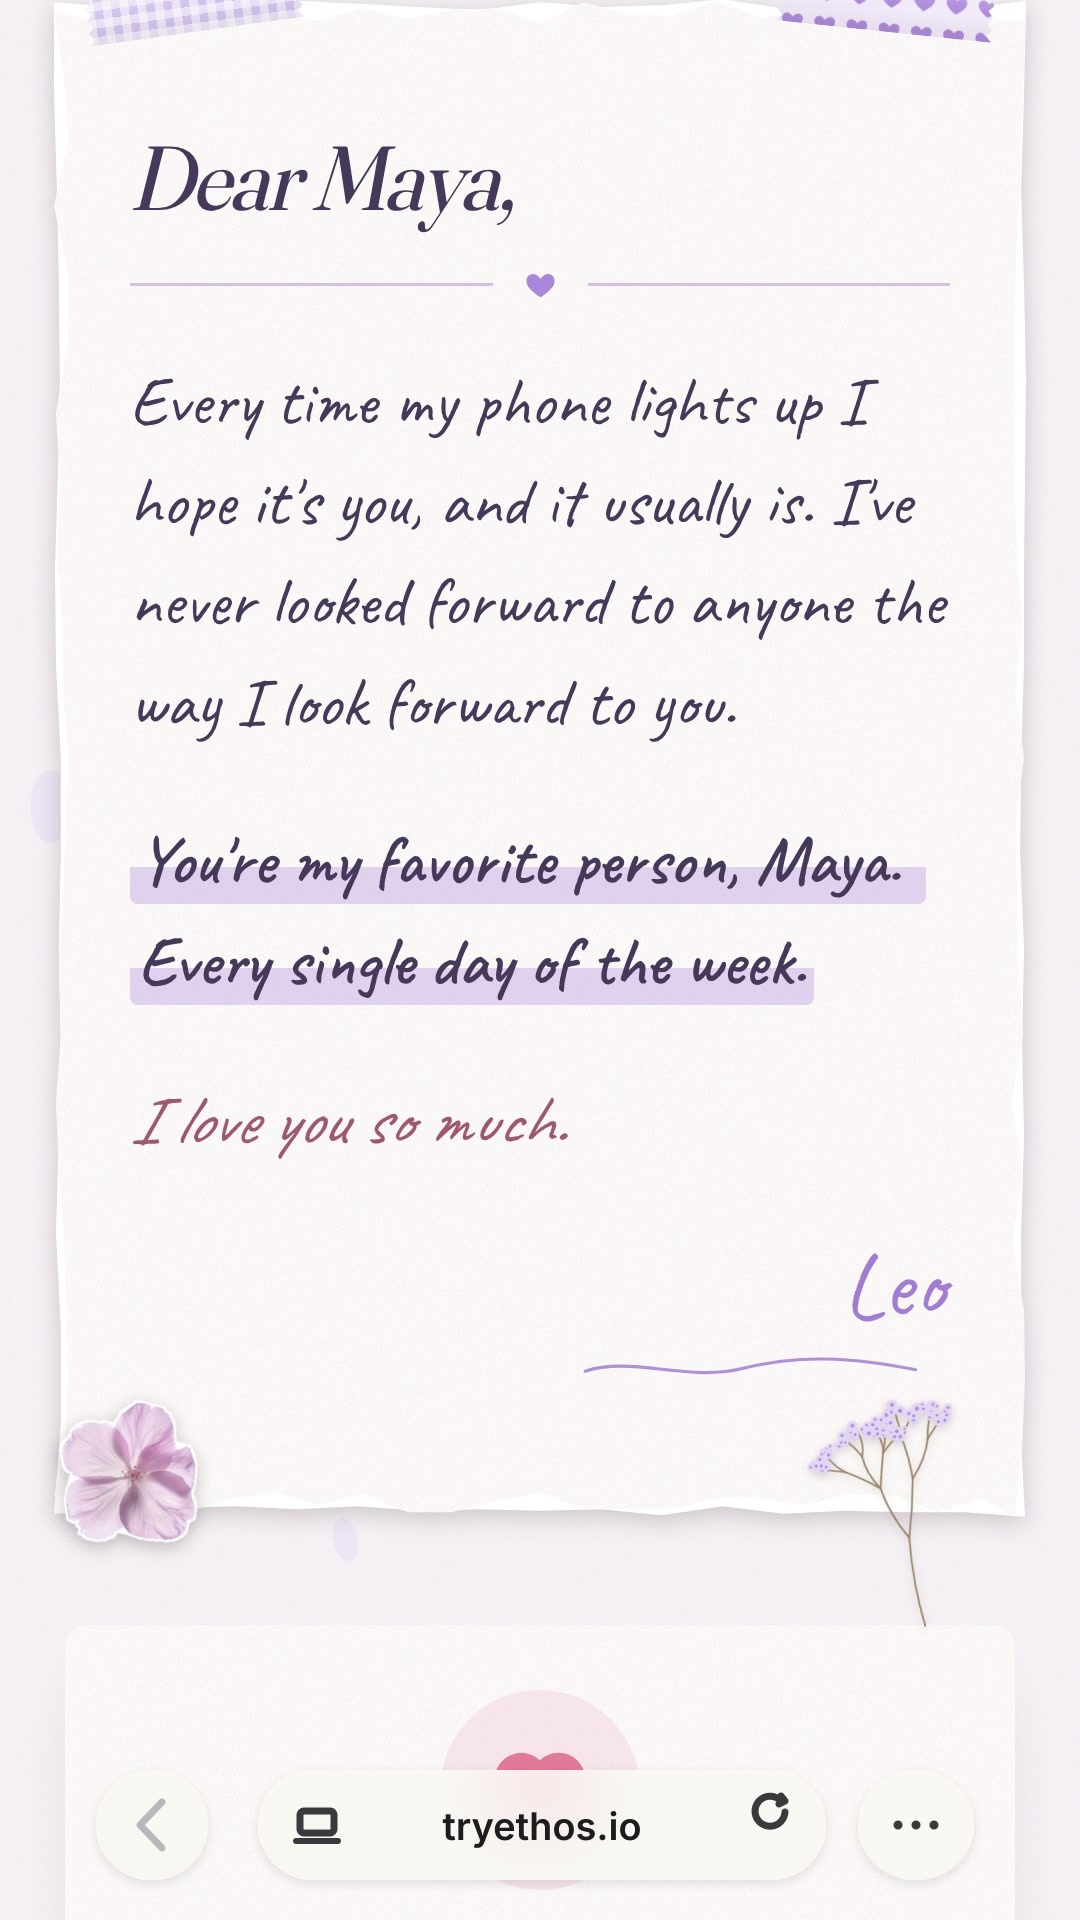 Dear Maya,
Every time my phone lights up I
hope it's you, and it usually is. I've
never looked forward to anyone the
way I look forward to you.
You're my favorite person, Maya.
Every single day of the week.
I love you so much.
Leo
tryethos.io